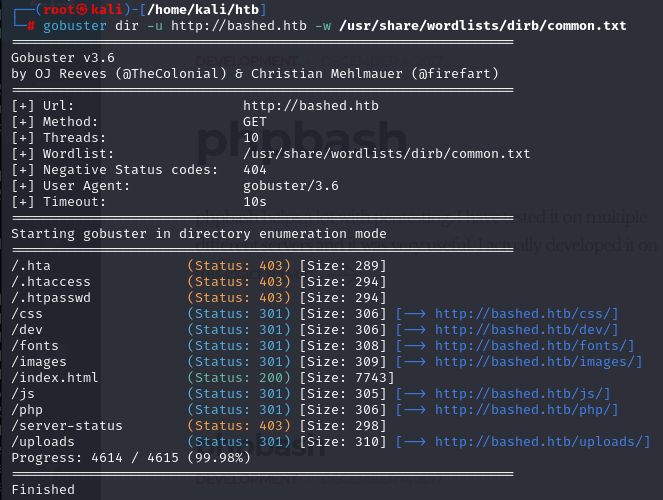 ┌──(root㉿kali)-[/home/kali/htb]
└─# gobuster dir -u http://bashed.htb -w /usr/share/wordlists/dirb/common.txt
===============================================================
Gobuster v3.6
by OJ Reeves (@TheColonial) & Christian Mehlmauer (@firefart)
===============================================================
[+] Url:                     http://bashed.htb
[+] Method:                  GET
[+] Threads:                 10
[+] Wordlist:                /usr/share/wordlists/dirb/common.txt
[+] Negative Status codes:   404
[+] User Agent:              gobuster/3.6
[+] Timeout:                 10s
===============================================================
Starting gobuster in directory enumeration mode
===============================================================
/.hta                 (Status: 403) [Size: 289]
/.htaccess            (Status: 403) [Size: 294]
/.htpasswd            (Status: 403) [Size: 294]
/css                  (Status: 301) [Size: 306] [--> http://bashed.htb/css/]
/dev                  (Status: 301) [Size: 306] [--> http://bashed.htb/dev/]
/fonts                (Status: 301) [Size: 308] [--> http://bashed.htb/fonts/]
/images               (Status: 301) [Size: 309] [--> http://bashed.htb/images/]
/index.html           (Status: 200) [Size: 7743]
/js                   (Status: 301) [Size: 305] [--> http://bashed.htb/js/]
/php                  (Status: 301) [Size: 306] [--> http://bashed.htb/php/]
/server-status        (Status: 403) [Size: 298]
/uploads              (Status: 301) [Size: 310] [--> http://bashed.htb/uploads/]
Progress: 4614 / 4615 (99.98%)
===============================================================
Finished
phpbash
phpbash
DEVELOPMENT